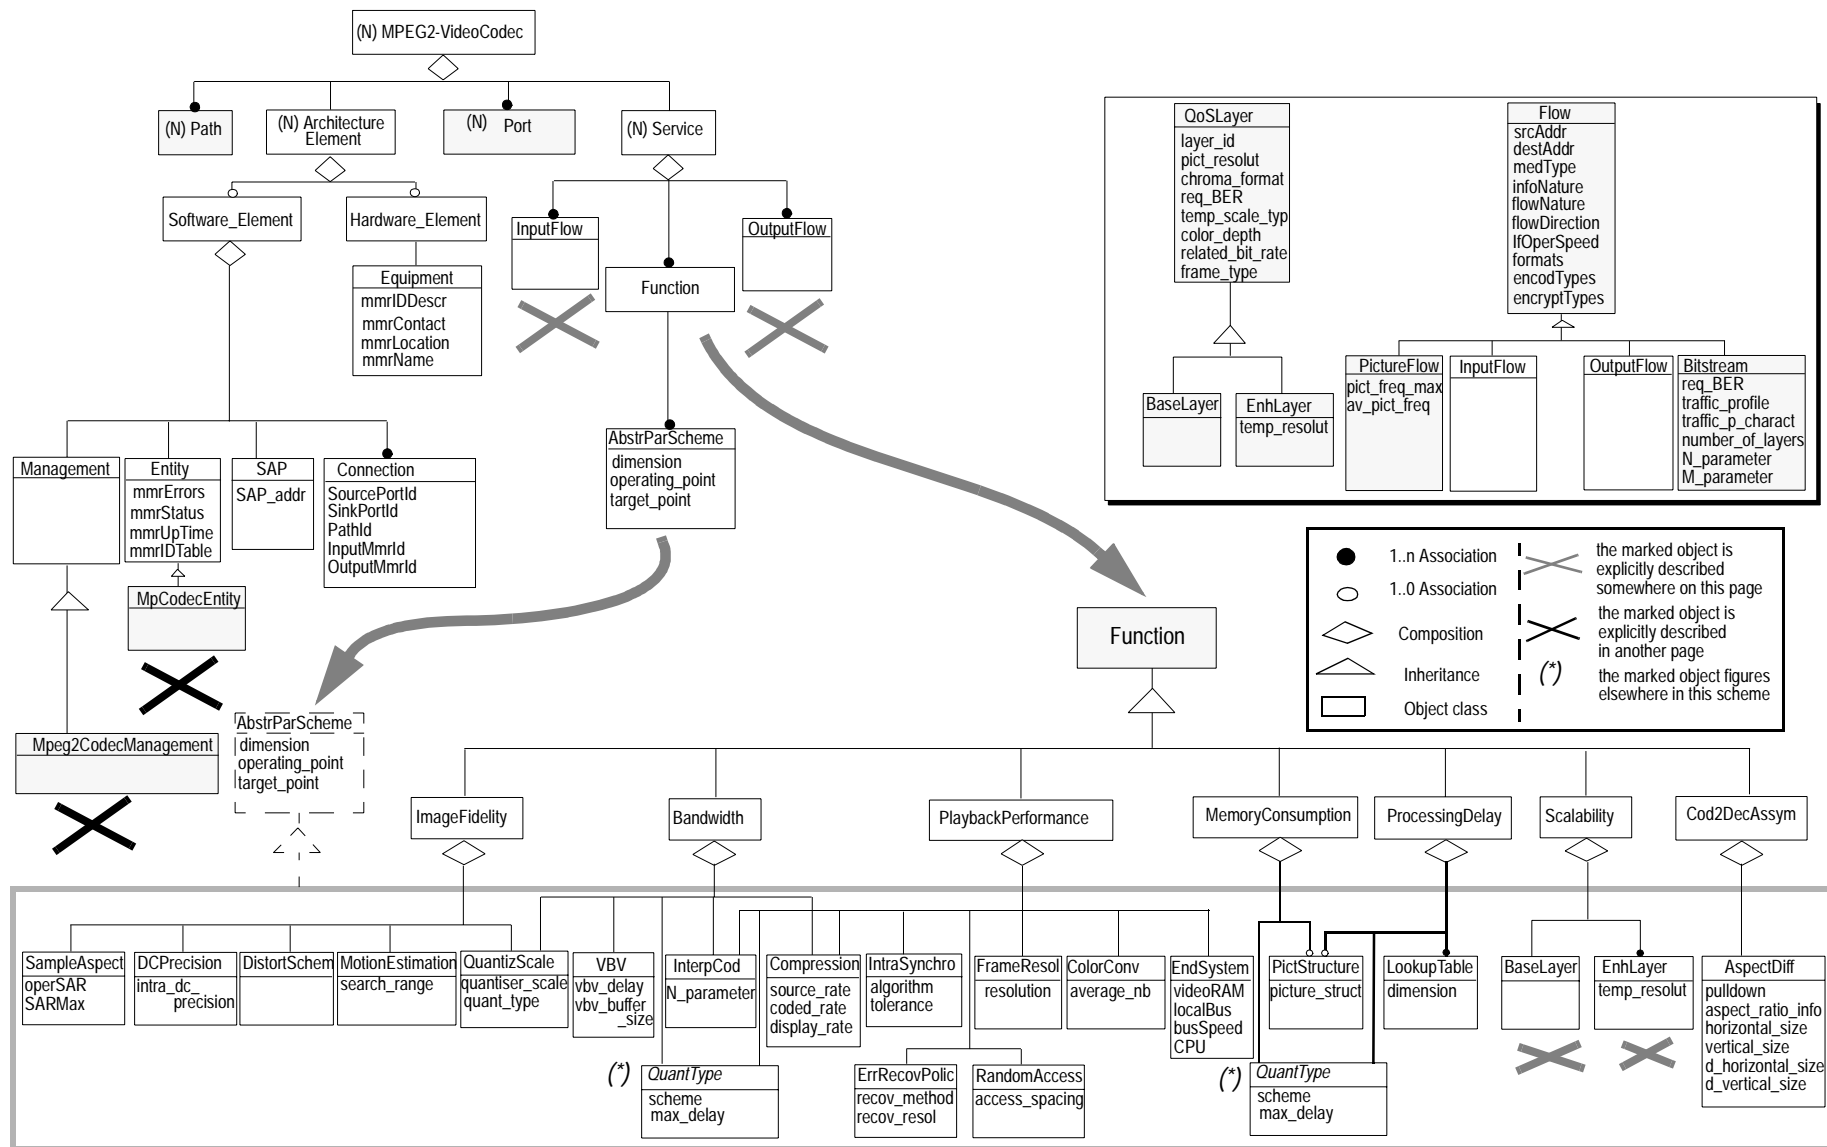 (N) MPEG2-VideoCodec
(N) Path
(N) Architecture
Element
(N) Port
(N) Service
Software_Element
Hardware_Element
InputFlow
OutputFlow
Function
Equipment
mmrIDDescr
mmrContact
mmrLocation
mmrName
AbstrParScheme
dimension
operating_point
target_point
Management
Entity
mmrErrors
mmrStatus
mmrUpTime
mmrIDTable
SAP
SAP_addr
Connection
SourcePortId
SinkPortId
PathId
InputMmrId
OutputMmrId
MpCodecEntity
Mpeg2CodecManagement
AbstrParScheme
dimension
operating_point
target_point
QoSLayer
layer_id
pict_resolut
chroma_format
req_BER
temp_scale_typ
color_depth
related_bit_rate
frame_type
BaseLayer
EnhLayer
temp_resolut
Flow
srcAddr
destAddr
medType
infoNature
flowNature
flowDirection
IfOperSpeed
formats
encodTypes
encryptTypes
PictureFlow
pict_freq_max
av_pict_freq
InputFlow
OutputFlow
Bitstream
req_BER
traffic_profile
traffic_p_charact
number_of_layers
N_parameter
M_parameter
1..n Association
1..0 Association
Composition
Inheritance
Object class
the marked object is
explicitly described
somewhere on this page
the marked object is
explicitly described
in another page
(*)
the marked object figures
elsewhere in this scheme
Function
ImageFidelity
Bandwidth
PlaybackPerformance
MemoryConsumption
ProcessingDelay
Scalability
Cod2DecAssym
SampleAspect
operSAR
SARMax
DCPrecision
intra_dc_
precision
DistortSchem
MotionEstimation
search_range
QuantizScale
quantiser_scale
quant_type
VBV
vbv_delay
vbv_buffer
_size
InterpCod
N_parameter
Compression
source_rate
coded_rate
display_rate
IntraSynchro
algorithm
tolerance
FrameResol
resolution
ColorConv
average_nb
EndSystem
videoRAM
localBus
busSpeed
CPU
PictStructure
picture_struct
LookupTable
dimension
BaseLayer
EnhLayer
temp_resolut
AspectDiff
pulldown
aspect_ratio_info
horizontal_size
vertical_size
d_horizontal_size
d_vertical_size
(*)
QuantType
scheme
max_delay
ErrRecovPolic
recov_method
recov_resol
RandomAccess
access_spacing
(*)
QuantType
scheme
max_delay